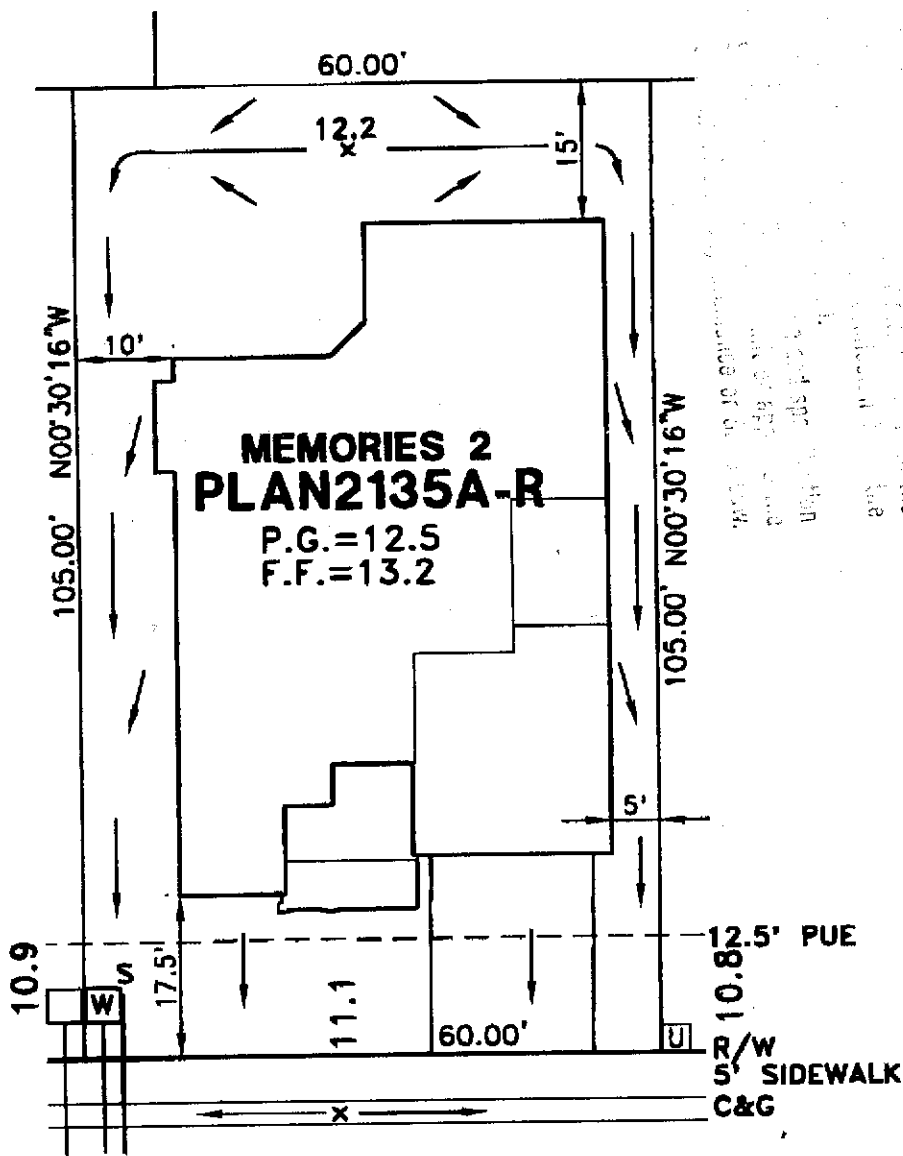 60.00'
12.2
x
15'
10'
105.00' N00°30'16"W
105.00' N00°30'16"W
MEMORIES 2
PLAN2135A-R
P.G.=12.5
F.F.=13.2
5'
12.5' PUE
10.9
S
W
17.5'
11.1
60.00'
10.8
U
R/W
5' SIDEWALK
C&G
x